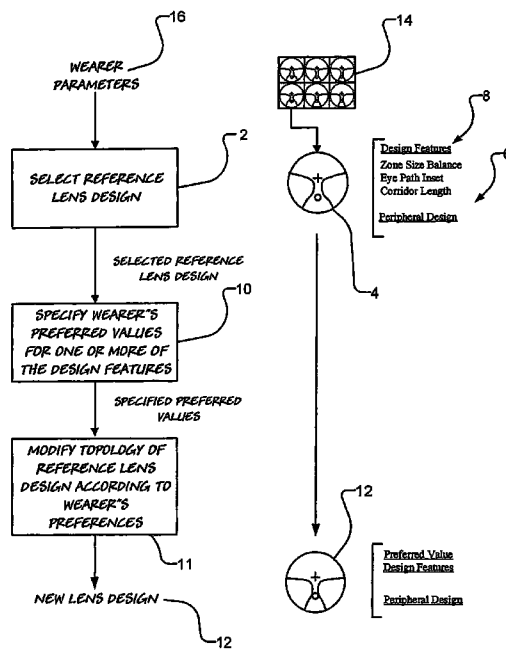 16
WEARER
PARAMETERS
2
SELECT REFERENCE
LENS DESIGN
SELECTED REFERENCE
LENS DESIGN
10
SPECIFY WEARER"S
PREFERRED VALUES
FOR ONE OR MORE OF
THE DESIGN FEATURES
SPECIFIED PREFERRED
VALUES
MODIFY TOPOLOGY OF
REFERENCE LENS
DESIGN ACCORDING TO
WEARER"S
PREFERENCES
11
NEW LENS DESIGN
12
14
8
Design Features
Zone Size Balance
Eye Path Inset
Corridor Length
6
Peripheral Design
4
12
Preferred Value
Design Features
Peripheral Design